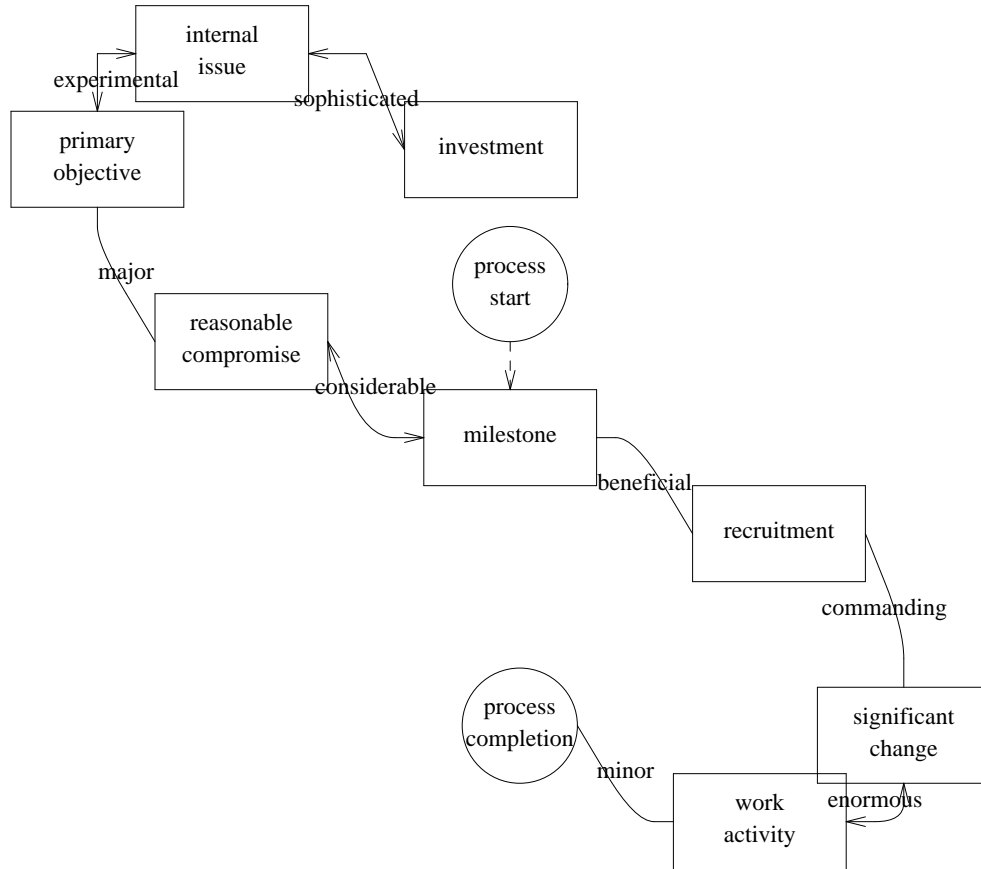 internal
issue
experimental
sophisticated
primary
objective
investment
process
start
major
reasonable
compromise
considerable
milestone
beneficial
recruitment
commanding
process
completion
significant
change
minor
work
activity
enormous